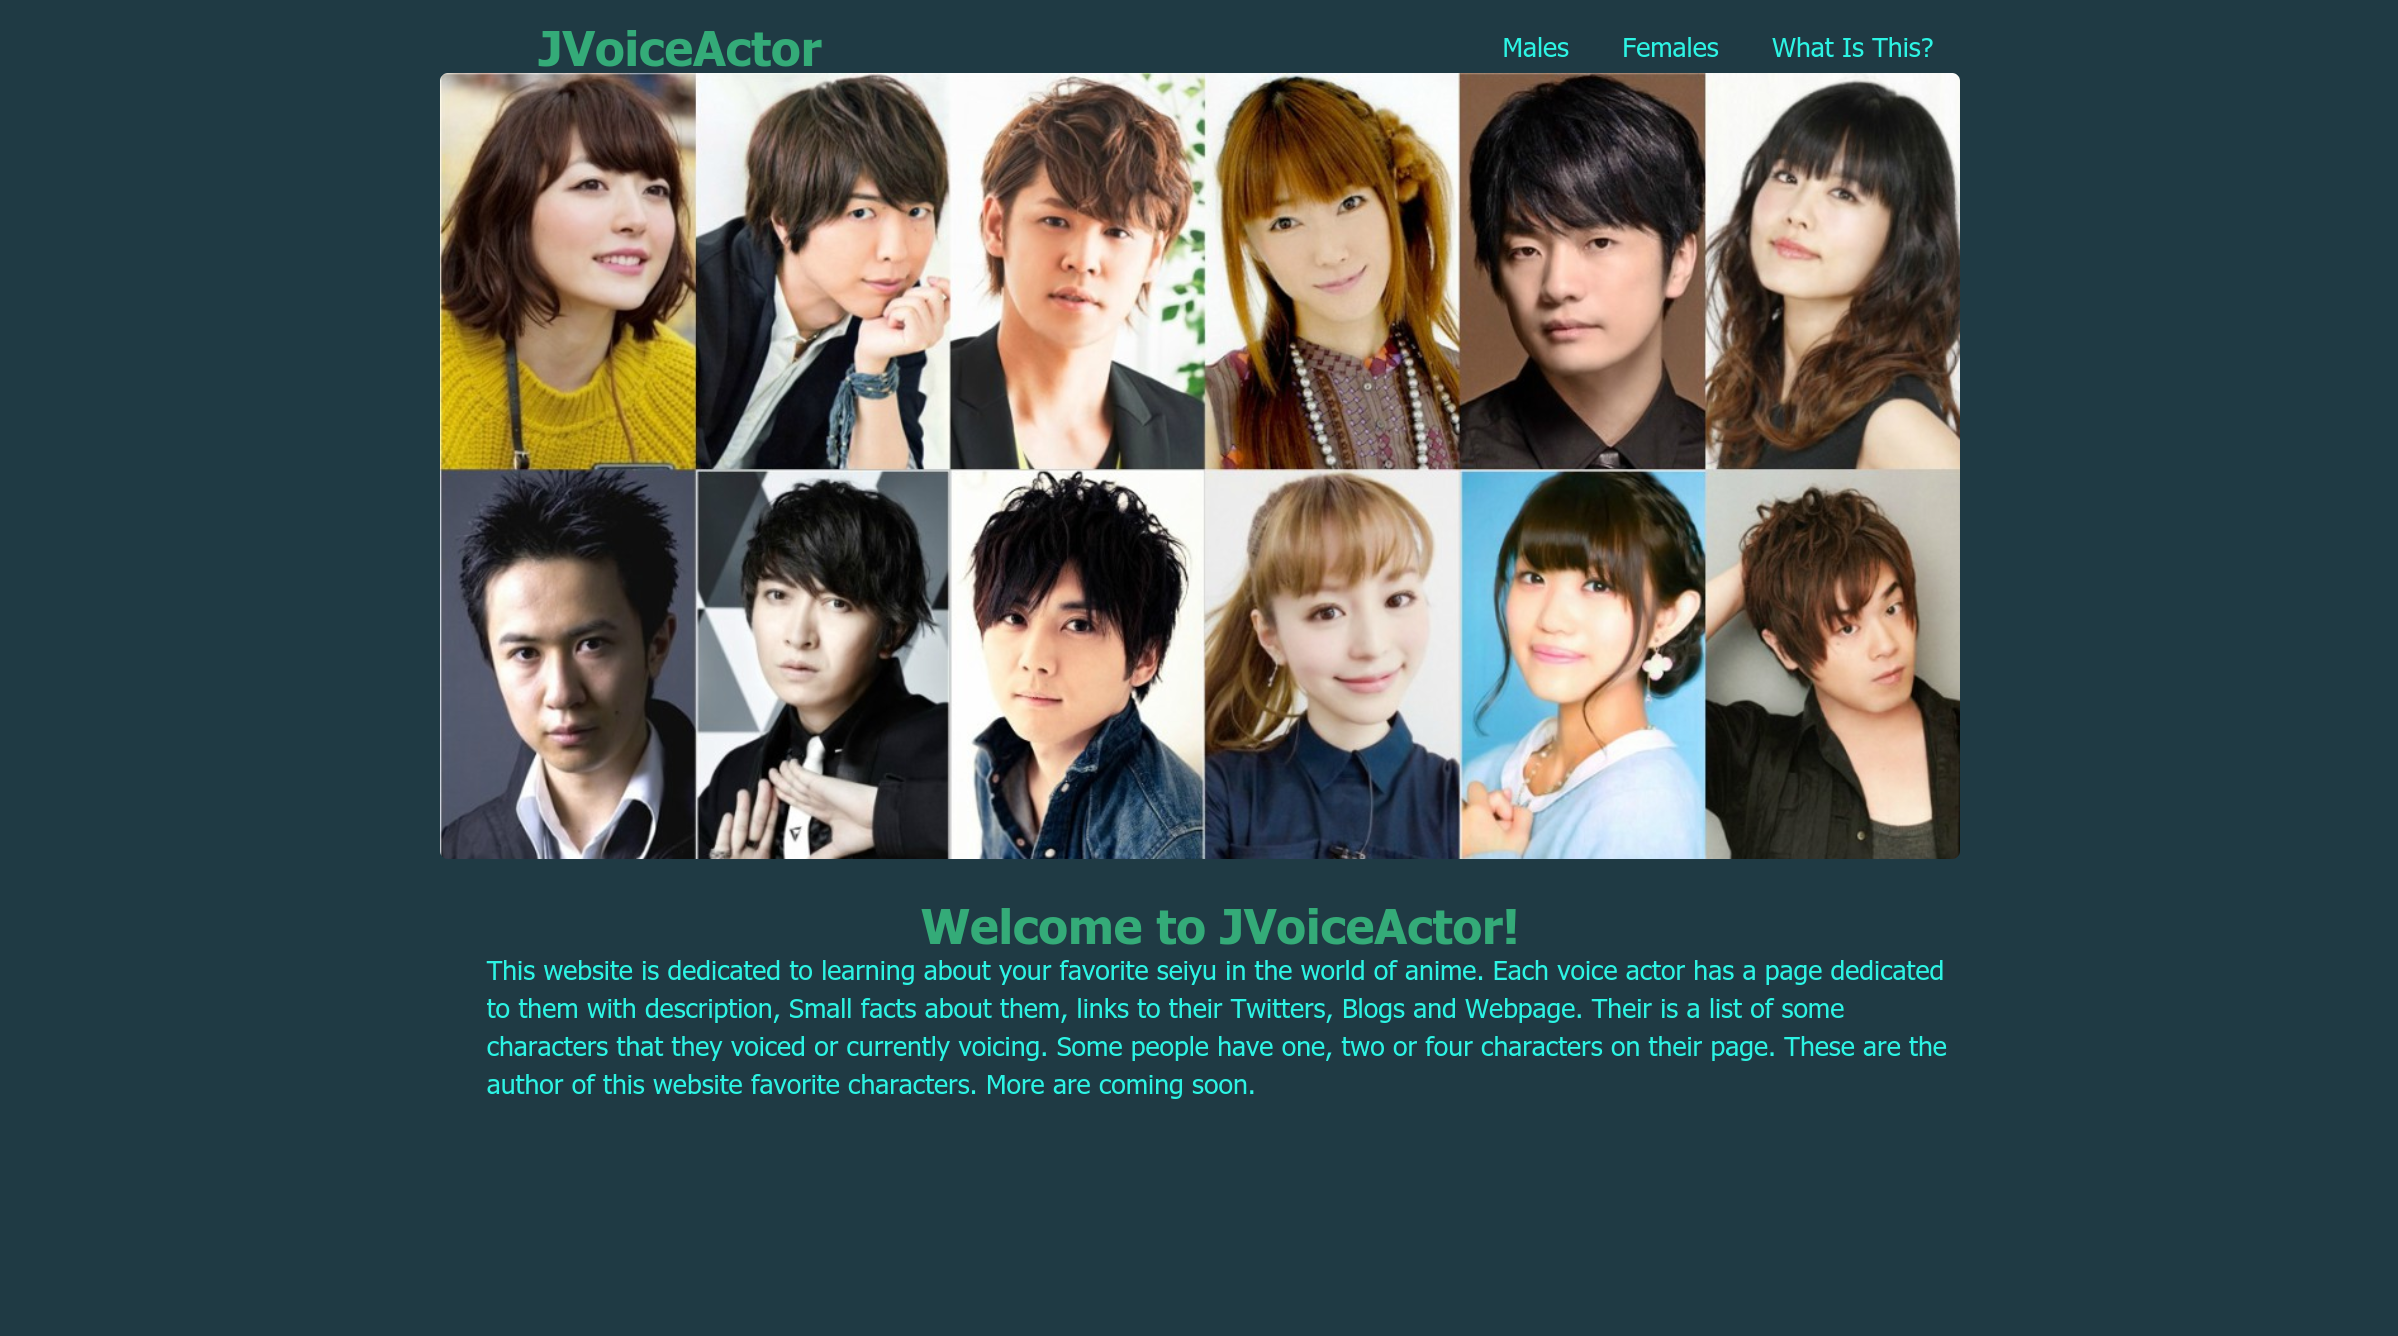 JVoiceActor
Males
Females
What Is This?
Welcome to JVoiceActor!
This website is dedicated to learning about your favorite seiyu in the world of anime. Each voice actor has a page dedicated
to them with description, Small facts about them, links to their Twitters, Blogs and Webpage. Their is a list of some
characters that they voiced or currently voicing. Some people have one, two or four characters on their page. These are the
author of this website favorite characters. More are coming soon.